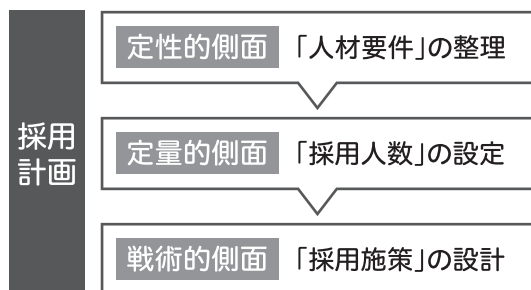 採用
計画
定性的側面 「人材要件」の整理
定量的側面 「採用人数」の設定
戦術的側面 「採用施策」の設計